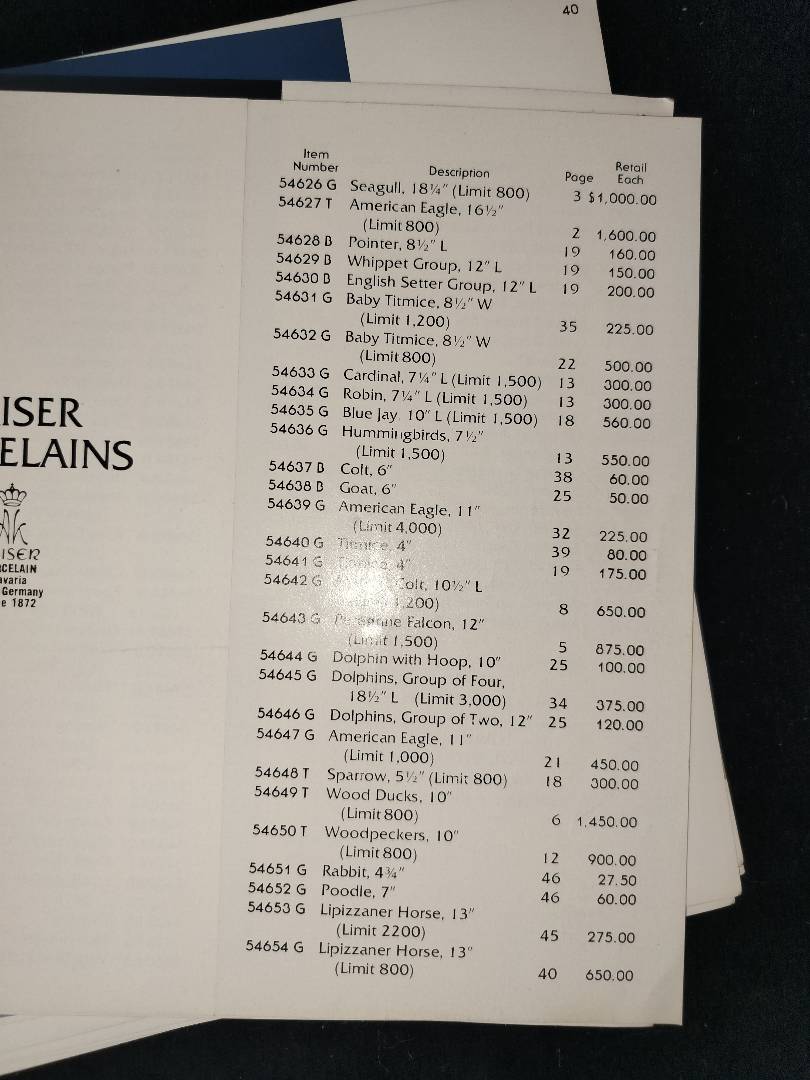 40
ISER
ELAINS
ISER
RCELAIN
avaria
Germany
e 1872
Item Number Description Page Retail Each
54626 G Seagull, 18¼" (Limit 800) 3 $1,000.00
54627 T American Eagle, 16½"
(Limit 800) 2 1,600.00
54628 B Pointer, 8½" L 19 160.00
54629 B Whippet Group, 12" L 19 150.00
54630 B English Setter Group, 12" L 19 200.00
54631 G Baby Titmice, 8½" W
(Limit 1,200) 35 225.00
54632 G Baby Titmice, 8½" W
(Limit 800) 22 500.00
54633 G Cardinal, 7¼" L (Limit 1,500) 13 300.00
54634 G Robin, 7¼" L (Limit 1,500) 13 300.00
54635 G Blue Jay, 10" L (Limit 1,500) 18 560.00
54636 G Hummingbirds, 7½"
(Limit 1,500) 13 550.00
54637 B Colt, 6" 38 60.00
54638 B Goat, 6" 25 50.00
54639 G American Eagle, 11"
(Limit 4,000) 32 225.00
54640 G Titmice, 4" 39 80.00
54641 G 4" 19 175.00
54642 G Colt, 10½" L
1,200) 8 650.00
54643 G Peregrine Falcon, 12"
(Limit 1,500) 5 875.00
54644 G Dolphin with Hoop, 10" 25 100.00
54645 G Dolphins, Group of Four,
18½" L (Limit 3,000) 34 375.00
54646 G Dolphins, Group of Two, 12" 25 120.00
54647 G American Eagle, 11"
(Limit 1,000) 21 450.00
54648 T Sparrow, 5½" (Limit 800) 18 300.00
54649 T Wood Ducks, 10"
(Limit 800) 6 1,450.00
54650 T Woodpeckers, 10"
(Limit 800) 12 900.00
54651 G Rabbit, 4¾" 46 27.50
54652 G Poodle, 7" 46 60.00
54653 G Lipizzaner Horse, 13"
(Limit 2200) 45 275.00
54654 G Lipizzaner Horse, 13"
(Limit 800) 40 650.00